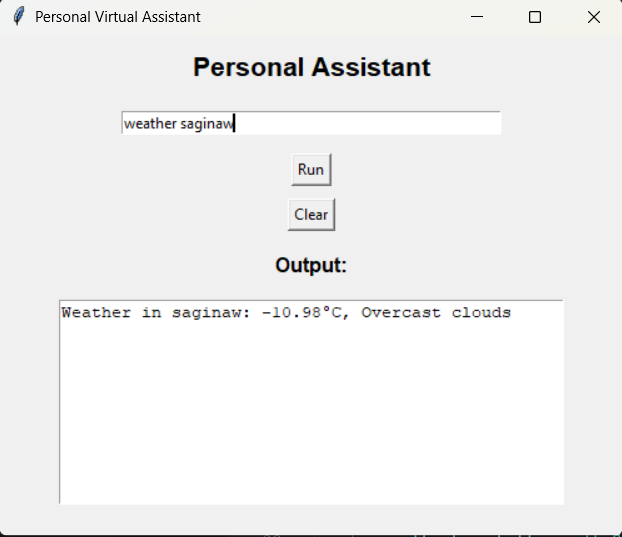 Personal Virtual Assistant
Personal Assistant
weather saginaw
Run
Clear
Output:
Weather in saginaw: -10.98°C, Overcast clouds